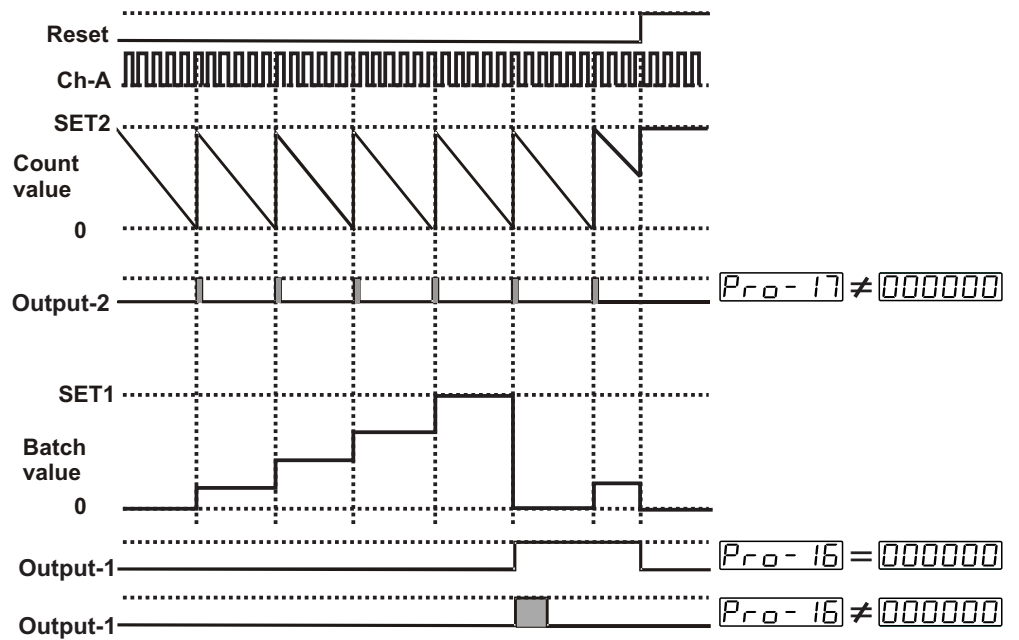 Reset
Ch-A
SET2
Count
value
0
Output-2
Pro-17 ≠ 000000
SET1
Batch
value
0
Output-1
Pro-16 = 000000
Output-1
Pro-16 ≠ 000000